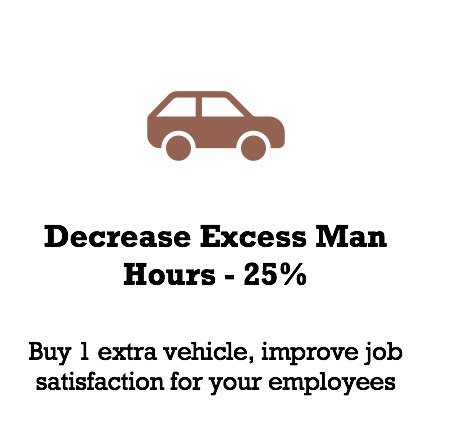 Decrease Excess Man
Hours - 25%
Buy 1 extra vehicle, improve job
satisfaction for your employees